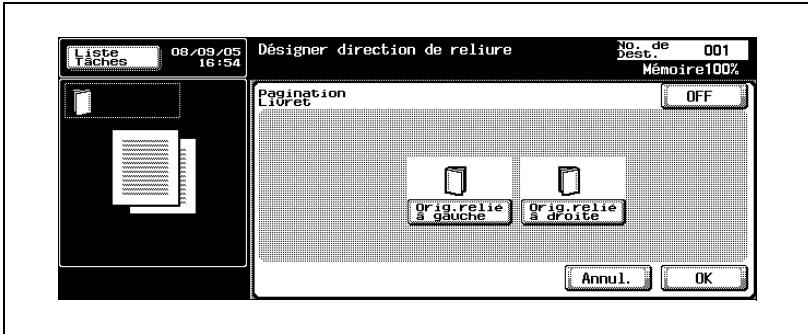 Liste
Tâches
08/09/05
16:54
Désigner direction de reliure
No. de
Dest.
001
Mémoire100%
Pagination
Livret
OFF
Orig.relié
à gauche
Orig.relié
à droite
Annul.
OK